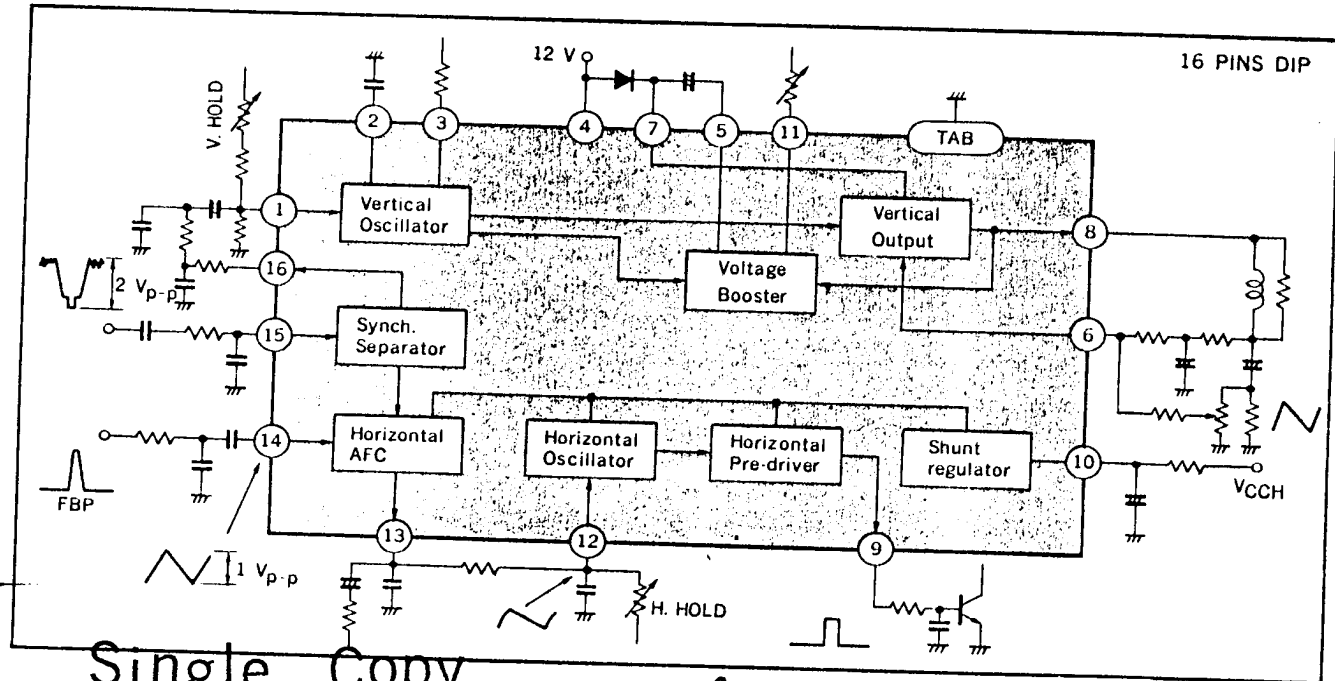 16 PINS DIP
12 V
V. HOLD
2
3
4
7
5
11
TAB
1
Vertical
Oscillator
Vertical
Output
8
16
2 Vp-p
Voltage
Booster
15
Synch.
Separator
6
14
Horizontal
AFC
Horizontal
Oscillator
Horizontal
Pre-driver
Shunt
regulator
10
VCCH
FBP
13
12
9
1 Vp-p
H. HOLD
Single Copy